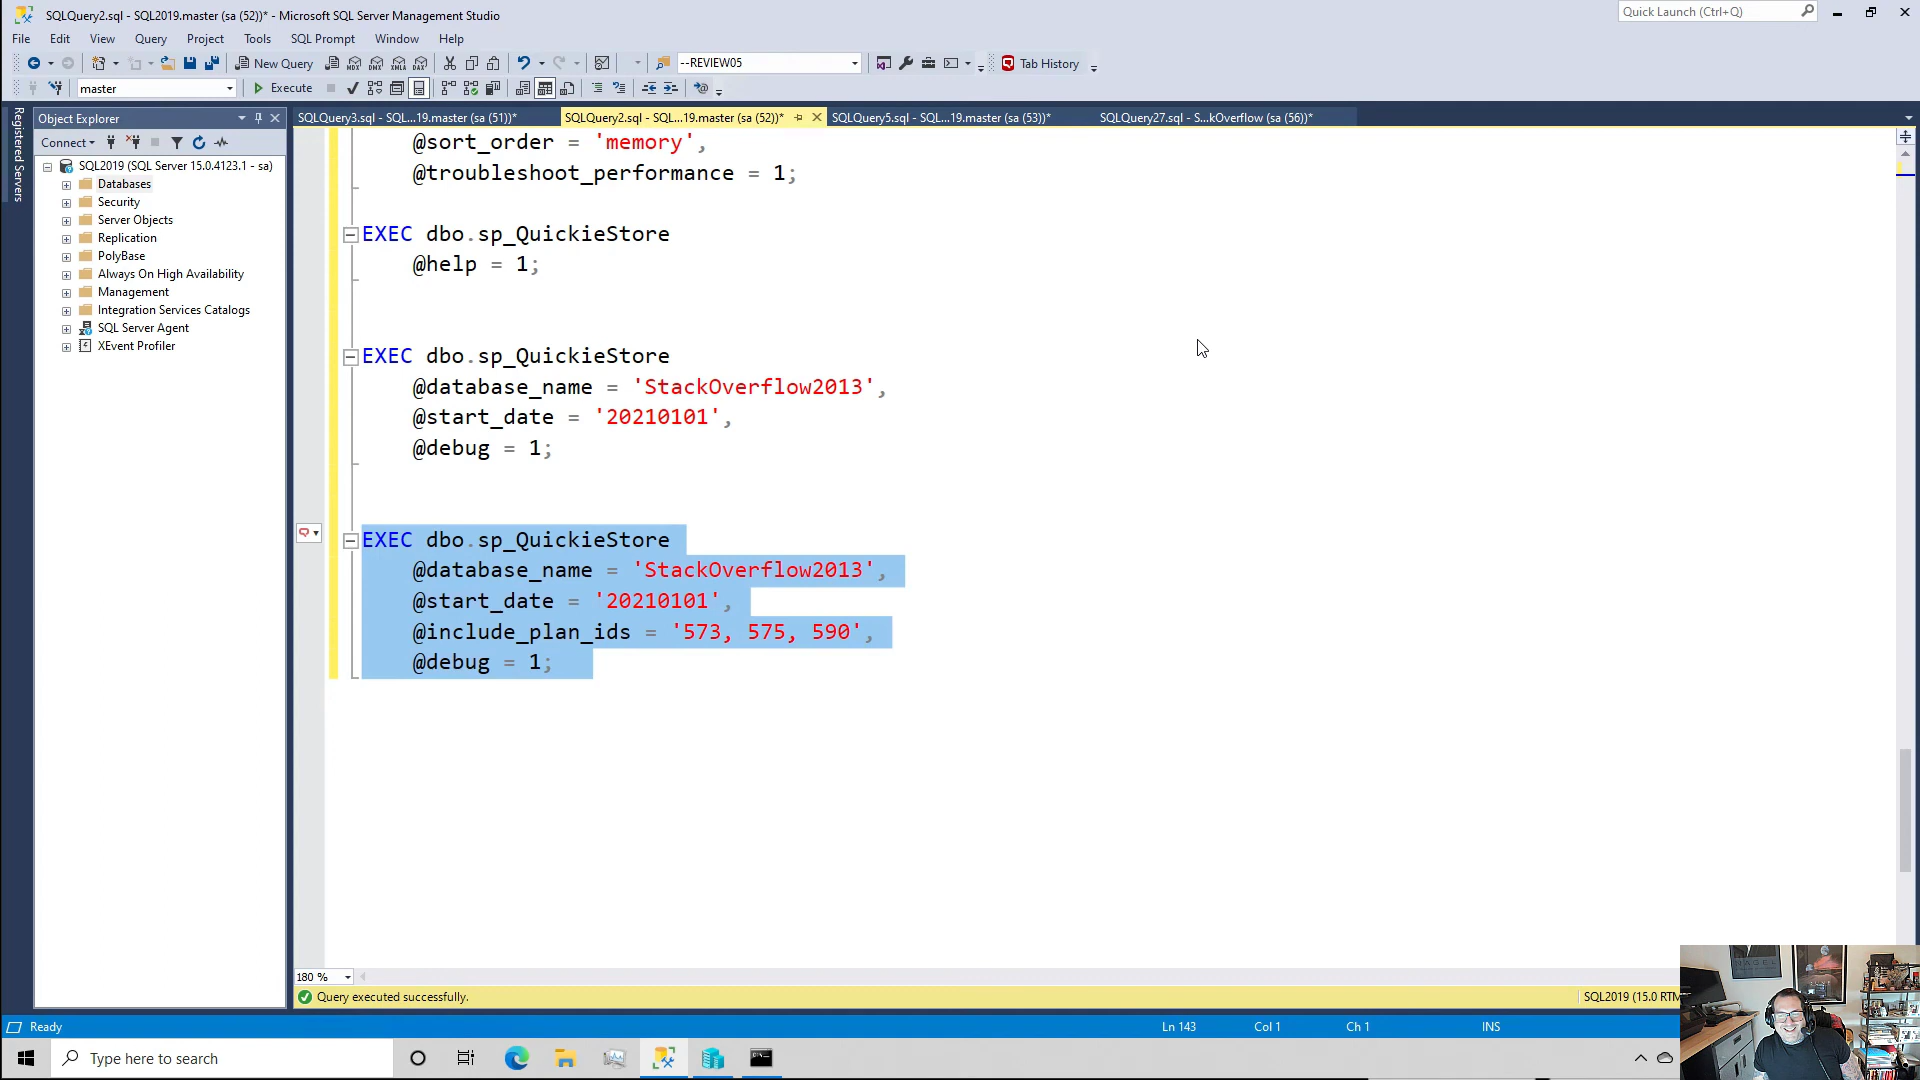 SQLQuery2.sql - SQL2019.master (sa (52))* - Microsoft SQL Server Management Studio
Quick Launch (Ctrl+Q)
File Edit View Query Project Tools SQL Prompt Window Help
New Query
--REVIEW05
Tab History
master
Execute
Registered Servers
Object Explorer
SQLQuery3.sql - SQL...19.master (sa (51))*
SQLQuery2.sql - SQL...19.master (sa (52))*
SQLQuery5.sql - SQL...19.master (sa (53))*
SQLQuery27.sql - S...kOverflow (sa (56))*
Connect
SQL2019 (SQL Server 15.0.4123.1 - sa)
Databases
Security
Server Objects
Replication
PolyBase
Always On High Availability
Management
Integration Services Catalogs
SQL Server Agent
XEvent Profiler
@sort_order = 'memory',
@troubleshoot_performance = 1;
EXEC dbo.sp_QuickieStore
@help = 1;
EXEC dbo.sp_QuickieStore
@database_name = 'StackOverflow2013',
@start_date = '20210101',
@debug = 1;
EXEC dbo.sp_QuickieStore
@database_name = 'StackOverflow2013',
@start_date = '20210101',
@include_plan_ids = '573, 575, 590',
@debug = 1;
180 %
Query executed successfully.
SQL2019 (15.0 RTM
Ready
Ln 143
Col 1
Ch 1
INS
Type here to search
NAGEL